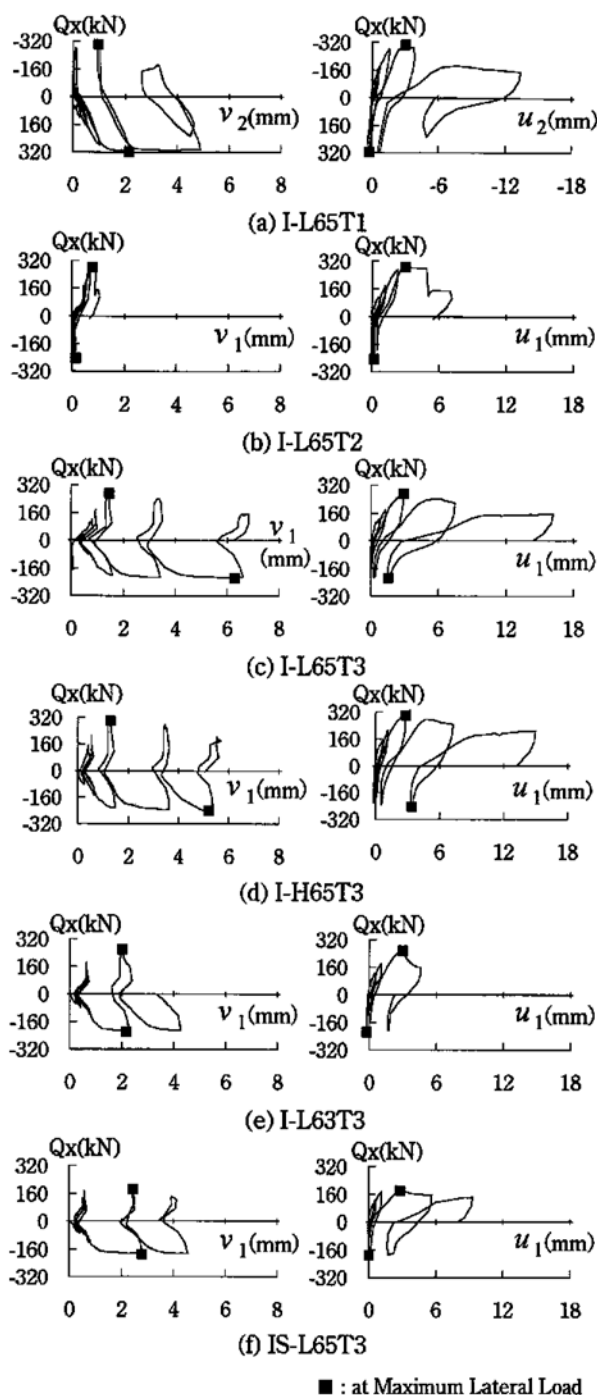 Qx(kN) Qx(kN)
-320 -320
-160 -160
0 0
160 160
320 320
v2(mm) u2(mm)
0 2 4 6 8 0 -6 -12 -18
(a) I-L65T1
Qx(kN) Qx(kN)
320 320
160 160
0 0
-160 -160
-320 -320
v1(mm) u1(mm)
0 2 4 6 8 0 6 12 18
(b) I-L65T2
Qx(kN) Qx(kN)
320 320
160 160
0 0
-160 -160
-320 -320
v1 (mm) u1(mm)
0 2 4 6 8 0 6 12 18
(c) I-L65T3
Qx(kN) Qx(kN)
320 320
160 160
0 0
-160 -160
-320 -320
v1(mm) u1(mm)
0 2 4 6 8 0 6 12 18
(d) I-H65T3
Qx(kN) Qx(kN)
320 320
160 160
0 0
-160 -160
-320 -320
v1(mm) u1(mm)
0 2 4 6 8 0 6 12 18
(e) I-L63T3
Qx(kN) Qx(kN)
320 320
160 160
0 0
-160 -160
-320 -320
v1(mm) u1(mm)
0 2 4 6 8 0 6 12 18
(f) IS-L65T3
■ : at Maximum Lateral Load